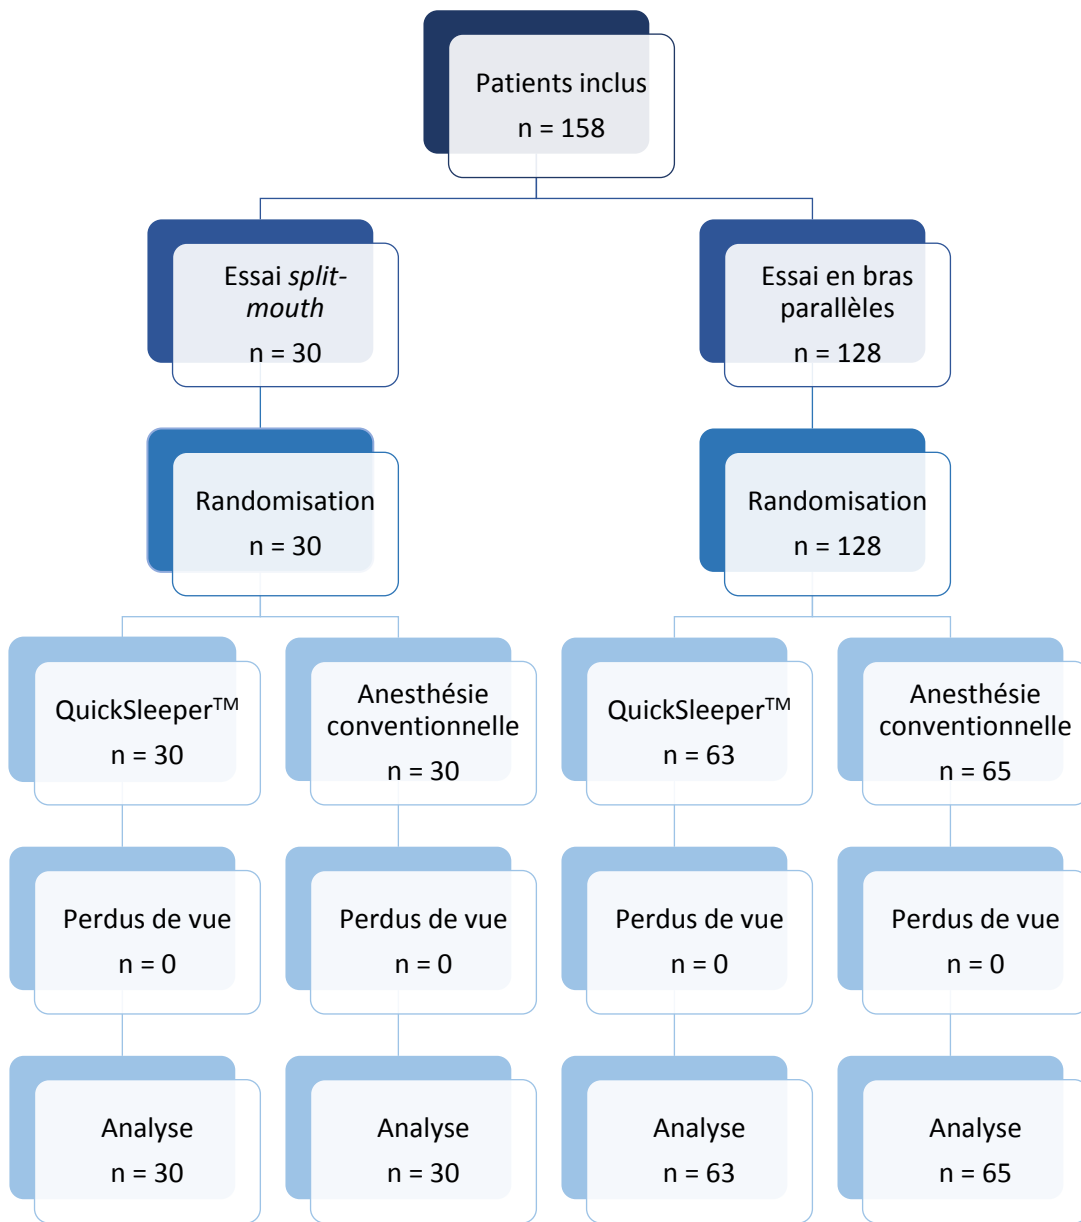 Patients inclus
n = 158
Essai split-
mouth
n = 30
Essai en bras
parallèles
n = 128
Randomisation
n = 30
Randomisation
n = 128
QuickSleeper™
n = 30
Anesthésie
conventionnelle
n = 30
QuickSleeper™
n = 63
Anesthésie
conventionnelle
n = 65
Perdus de vue
n = 0
Perdus de vue
n = 0
Perdus de vue
n = 0
Perdus de vue
n = 0
Analyse
n = 30
Analyse
n = 30
Analyse
n = 63
Analyse
n = 65